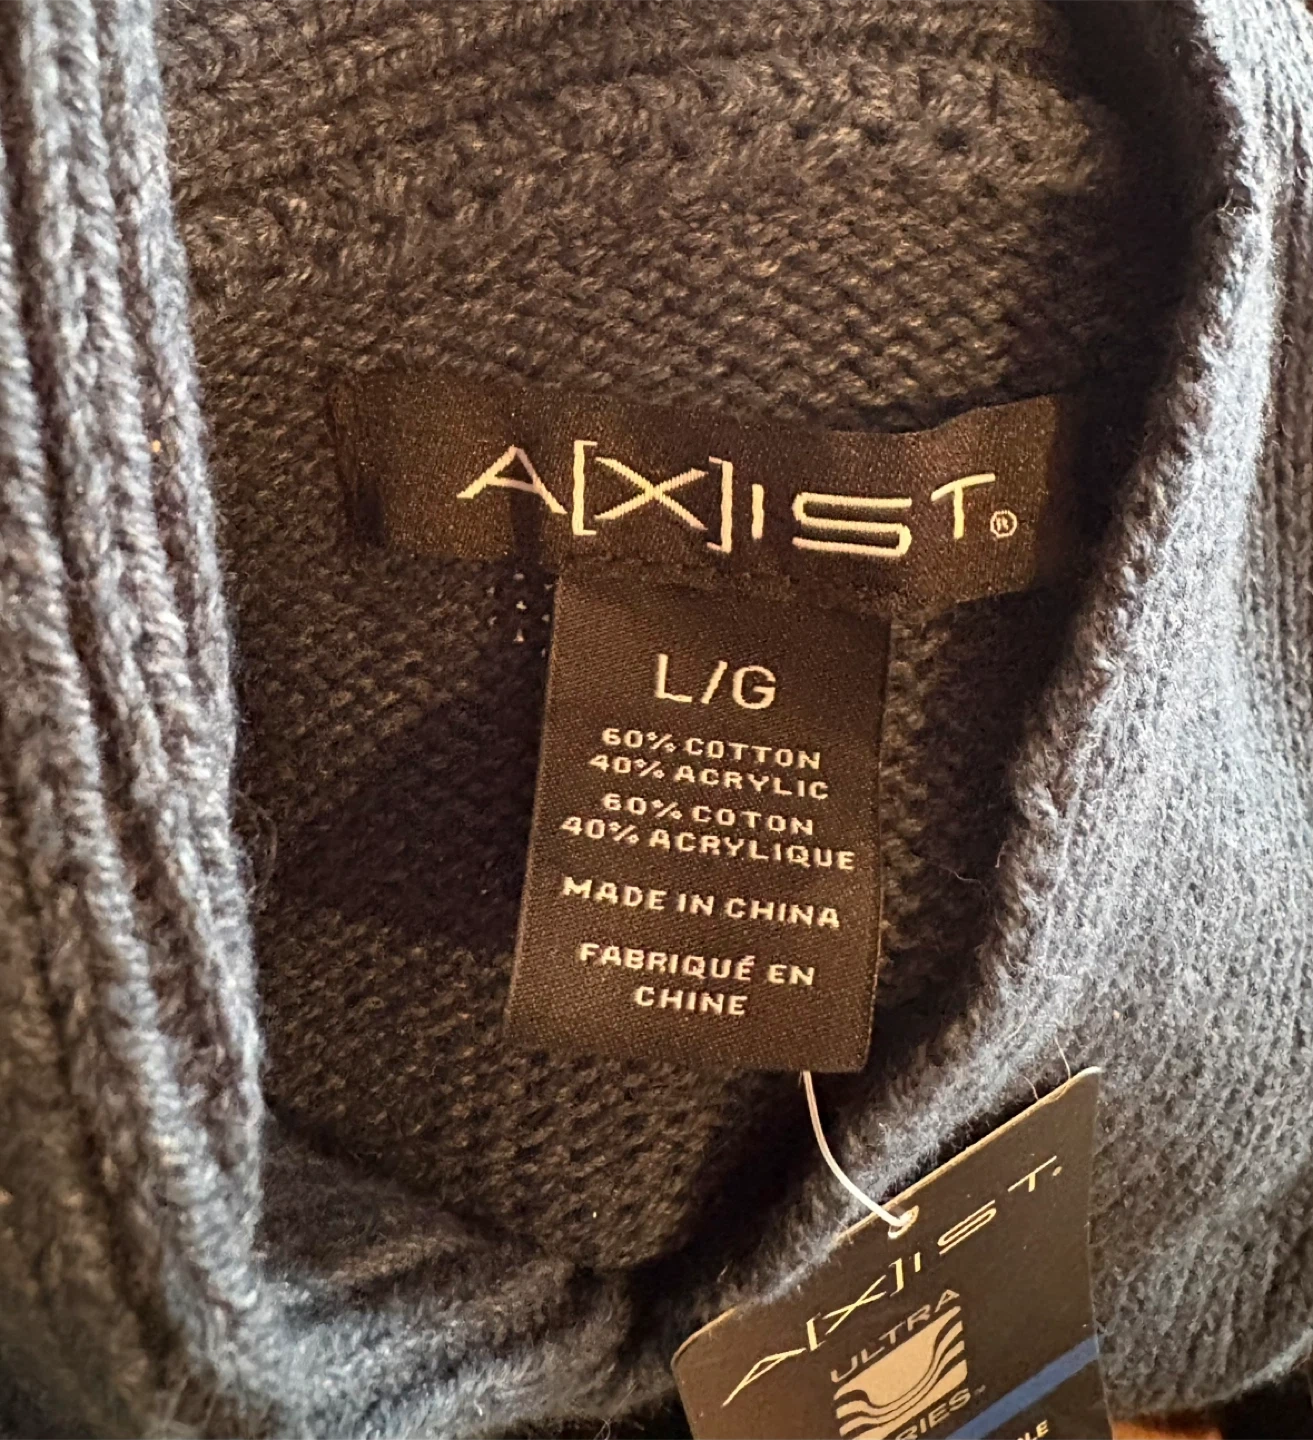 A[X]IST.®
L/G
60% COTTON
40% ACRYLIC
60% COTON
40% ACRYLIQUE
MADE IN CHINA
FABRIQUÉ EN
CHINE
A[X]IST.
ULTRA